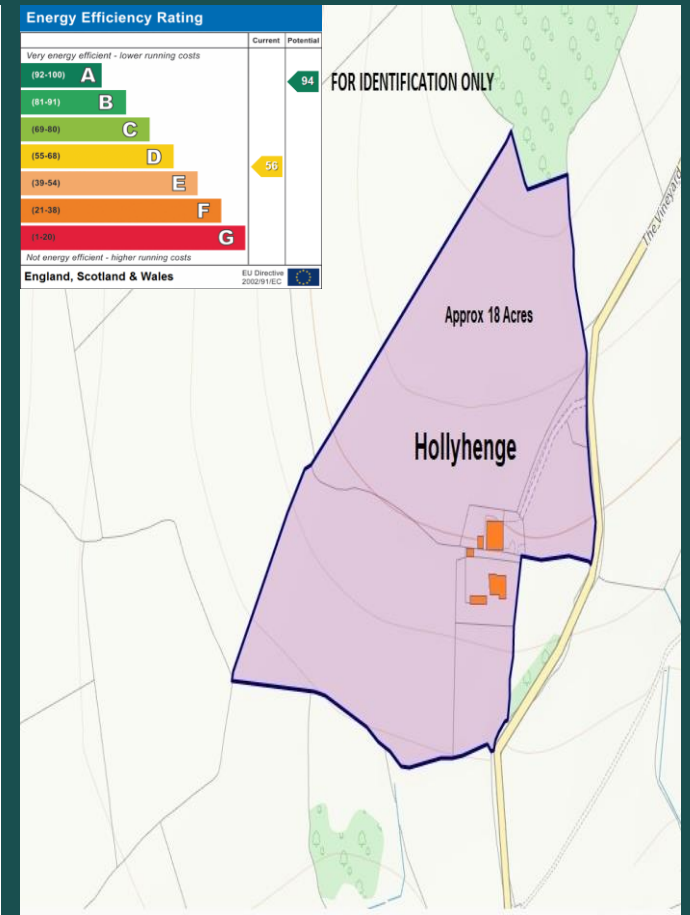 Energy Efficiency Rating
Current Potential
Very energy efficient - lower running costs
(92-100) A
94
(81-91) B
(69-80) C
(55-68) D
56
(39-54) E
(21-38) F
(1-20) G
Not energy efficient - higher running costs
England, Scotland & Wales
EU Directive
2002/91/EC
FOR IDENTIFICATION ONLY
The Vineyard
Approx 18 Acres
Hollyhenge